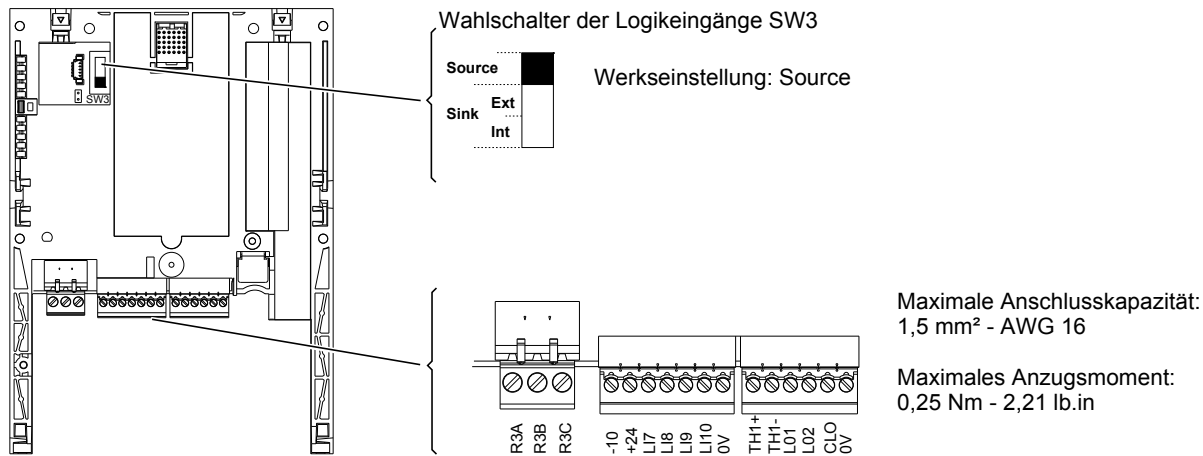 Wahlschalter der Logikeingänge SW3
Source
Sink
Ext
Int
Werkseinstellung: Source
SW3
Maximale Anschlusskapazität:
1,5 mm² - AWG 16
Maximales Anzugsmoment:
0,25 Nm - 2,21 lb.in
R3A
R3B
R3C
-10
+24
LI7
LI8
LI9
LI10
0V
TH1+
TH1-
L01
L02
CLO
0V